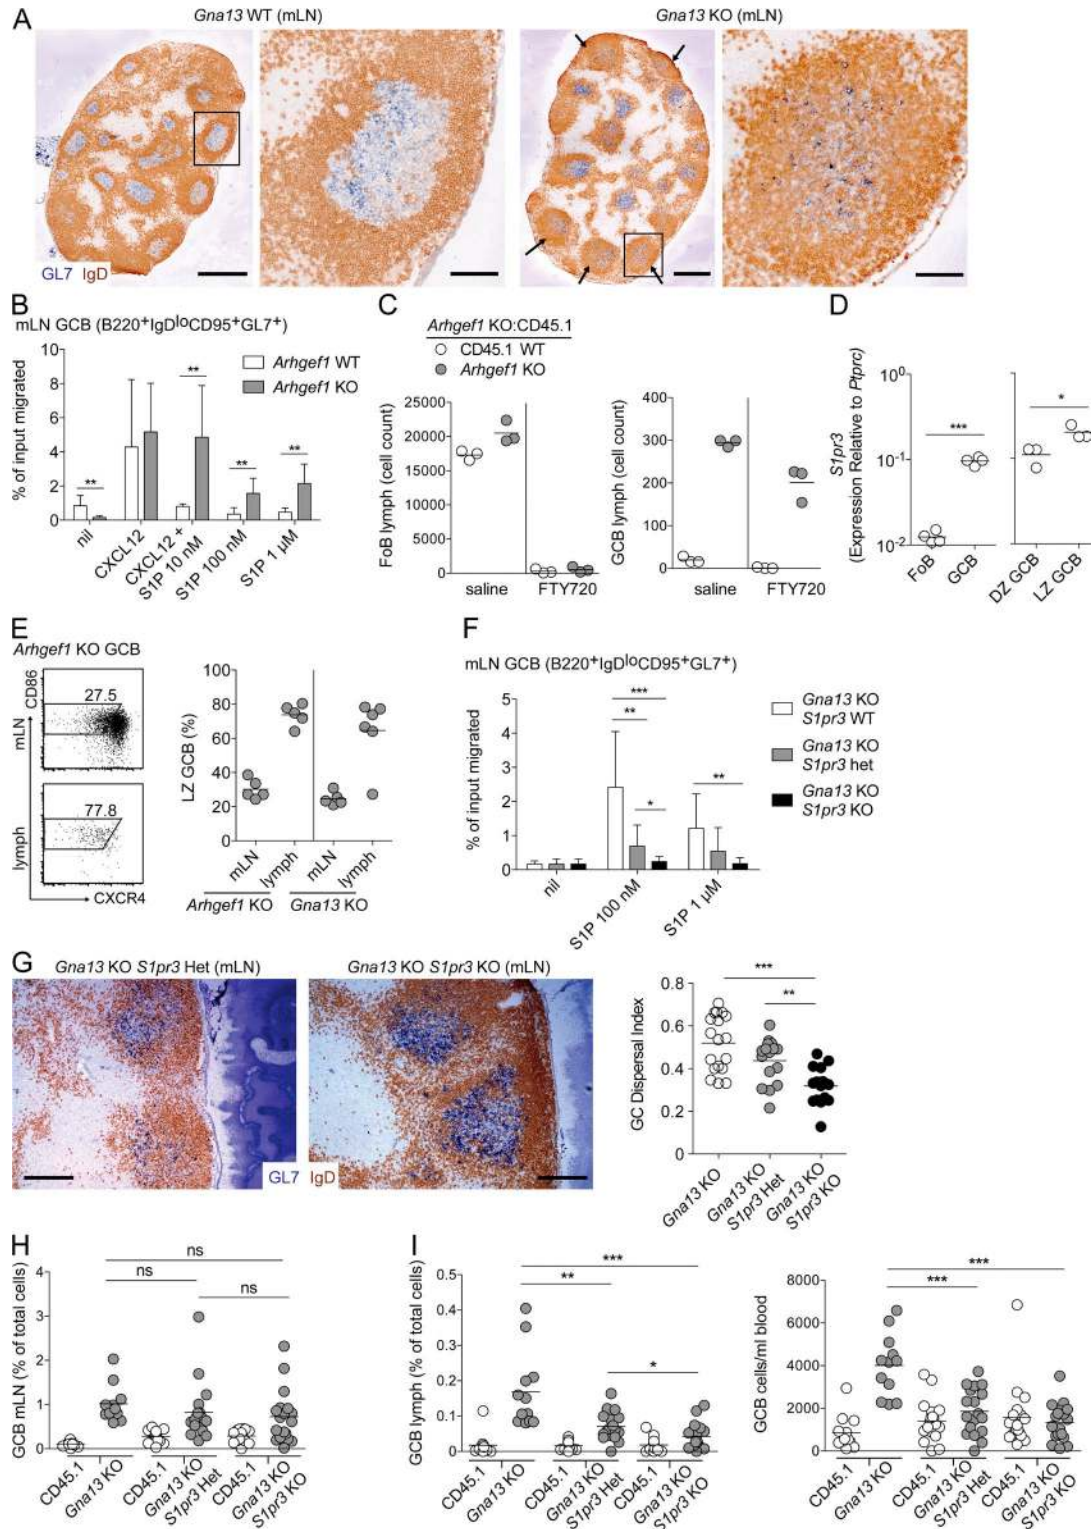 A
Gna13 WT (mLN)
Gna13 KO (mLN)
GL7 IgD
B
mLN GCB (B220+IgDloCD95+GL7+)
Arhgef1 WT
Arhgef1 KO
% of input migrated
10
8
6
4
2
0
**
**
**
**
nil
CXCL12
CXCL12 +
S1P 10 nM
S1P 100 nM
S1P 1 µM
C
Arhgef1 KO:CD45.1
CD45.1 WT
Arhgef1 KO
FoB lymph (cell count)
25000
20000
15000
10000
5000
0
saline
FTY720
GCB lymph (cell count)
400
300
200
100
0
saline
FTY720
D
S1pr3
(Expression Relative to Ptprc)
100
10-1
10-2
***
*
FoB
GCB
DZ GCB
LZ GCB
E
Arhgef1 KO GCB
CD86
mLN
27.5
lymph
77.8
CXCR4
LZ GCB (%)
100
80
60
40
20
0
mLN
lymph
mLN
lymph
Arhgef1 KO
Gna13 KO
F
mLN GCB (B220+IgDloCD95+GL7+)
% of input migrated
5
4
3
2
1
0
***
**
*
**
nil
S1P 100 nM
S1P 1 µM
Gna13 KO
S1pr3 WT
Gna13 KO
S1pr3 het
Gna13 KO
S1pr3 KO
G
Gna13 KO S1pr3 Het (mLN)
Gna13 KO S1pr3 KO (mLN)
GL7 IgD
GC Dispersal Index
0.8
0.6
0.4
0.2
0
***
**
Gna13 KO
Gna13 KO
S1pr3 Het
Gna13 KO
S1pr3 KO
H
GCB mLN (% of total cells)
4
3
2
1
0
ns
ns
ns
CD45.1
Gna13 KO
CD45.1
Gna13 KO
S1pr3 Het
CD45.1
Gna13 KO
S1pr3 KO
I
GCB lymph (% of total cells)
0.5
0.4
0.3
0.2
0.1
0
***
**
*
CD45.1
Gna13 KO
CD45.1
Gna13 KO
S1pr3 Het
CD45.1
Gna13 KO
S1pr3 KO
GCB cells/ml blood
8000
6000
4000
2000
0
***
***
CD45.1
Gna13 KO
CD45.1
Gna13 KO
S1pr3 Het
CD45.1
Gna13 KO
S1pr3 KO